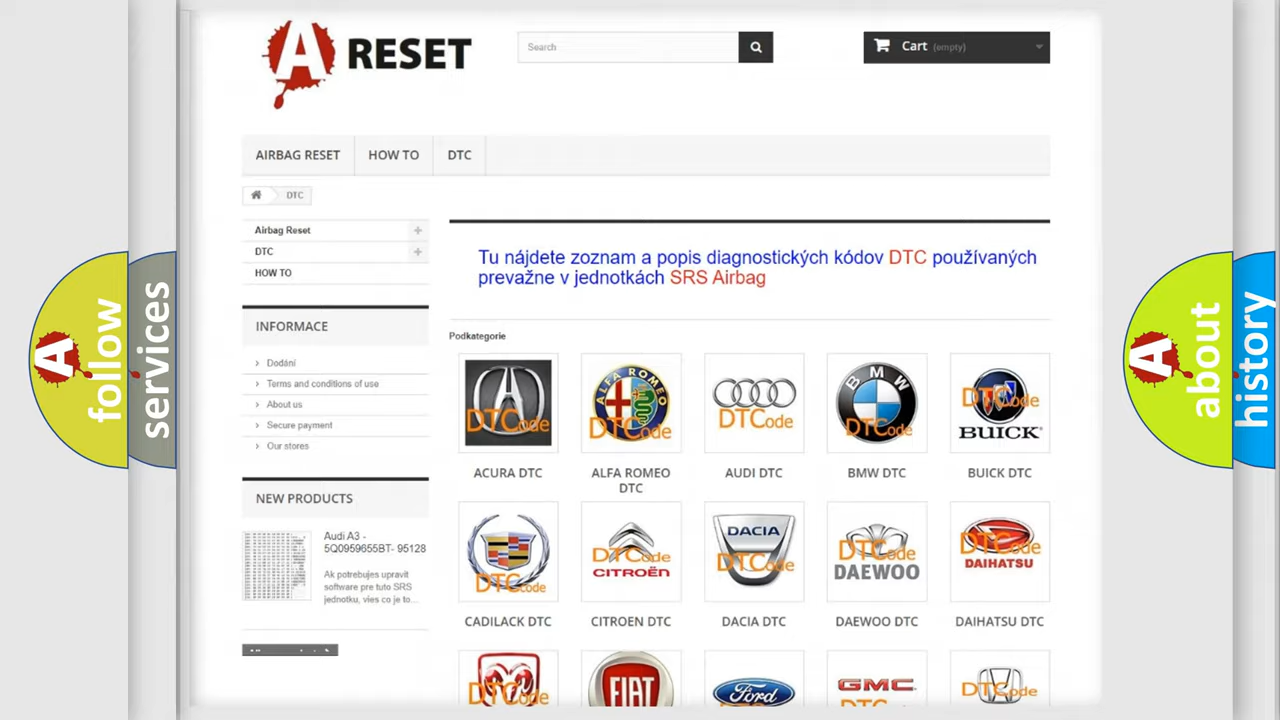 A RESET
Search
Cart (empty)
AIRBAG RESET
HOW TO
DTC
DTC
Airbag Reset
DTC
HOW TO
INFORMACE
Dodání
Terms and conditions of use
About us
Secure payment
Our stores
NEW PRODUCTS
Audi A3 -
5Q0959655BT- 95128
Ak potrebujes upravit
software pre tuto SRS
jednotku, vies co je to...
Tu nájdete zoznam a popis diagnostických kódov DTC používaných
prevažne v jednotkách SRS Airbag
Podkategorie
DTCode
ALFA ROMEO
DTCode
DTCode
BMW
DTCode
DTCode
BUICK
ACURA DTC
ALFA ROMEO
DTC
AUDI DTC
BMW DTC
BUICK DTC
DTCode
DTCode
CITROËN
DACIA
DTCode
DTCode
DAEWOO
DTCode
DAIHATSU
CADILACK DTC
CITROEN DTC
DACIA DTC
DAEWOO DTC
DAIHATSU DTC
DTCode
FIAT
Ford
GMC
DTCode
A follow
services
A about
history